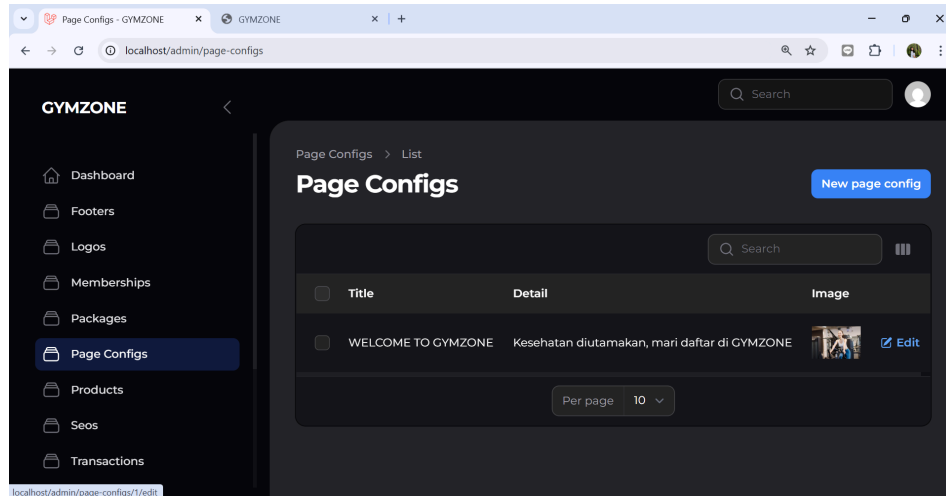 Page Configs - GYMZONE
GYMZONE
localhost/admin/page-configs
GYMZONE
Search
Page Configs > List
Page Configs
New page config
Dashboard
Footers
Logos
Memberships
Packages
Page Configs
Products
Seos
Transactions
Search
Title Detail Image
WELCOME TO GYMZONE Kesehatan diutamakan, mari daftar di GYMZONE Edit
Per page 10
localhost/admin/page-configs/1/edit